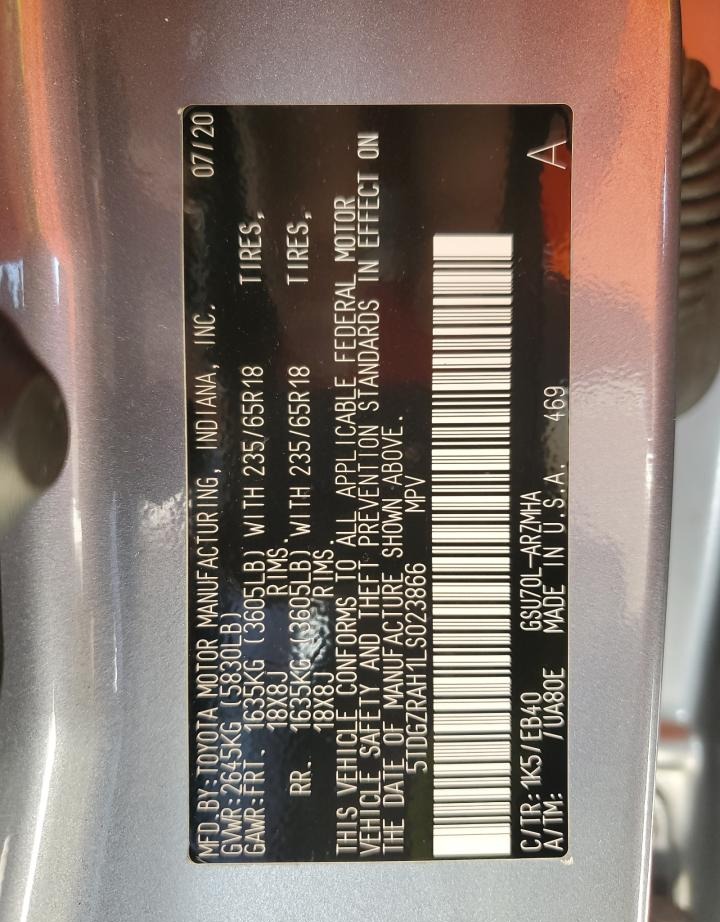 MFD.BY:TOYOTA MOTOR MANUFACTURING, INDIANA, INC. 07/20
GVWR:2645KG (5830LB)
GAWR:FRT. 1635KG (3605LB) WITH 235/65R18 TIRES,
18X8J RIMS.
RR. 1635KG (3605LB) WITH 235/65R18 TIRES,
18X8J RIMS.
THIS VEHICLE CONFORMS TO ALL APPLICABLE FEDERAL MOTOR
VEHICLE SAFETY AND THEFT PREVENTION STANDARDS IN EFFECT ON
THE DATE OF MANUFACTURE SHOWN ABOVE.
5TDGZRAH1LS023866 MPV
C/TR:1K5/EB40 GSU70L-ARZMHA A
A/TM: /UA80E MADE IN U.S.A. 469